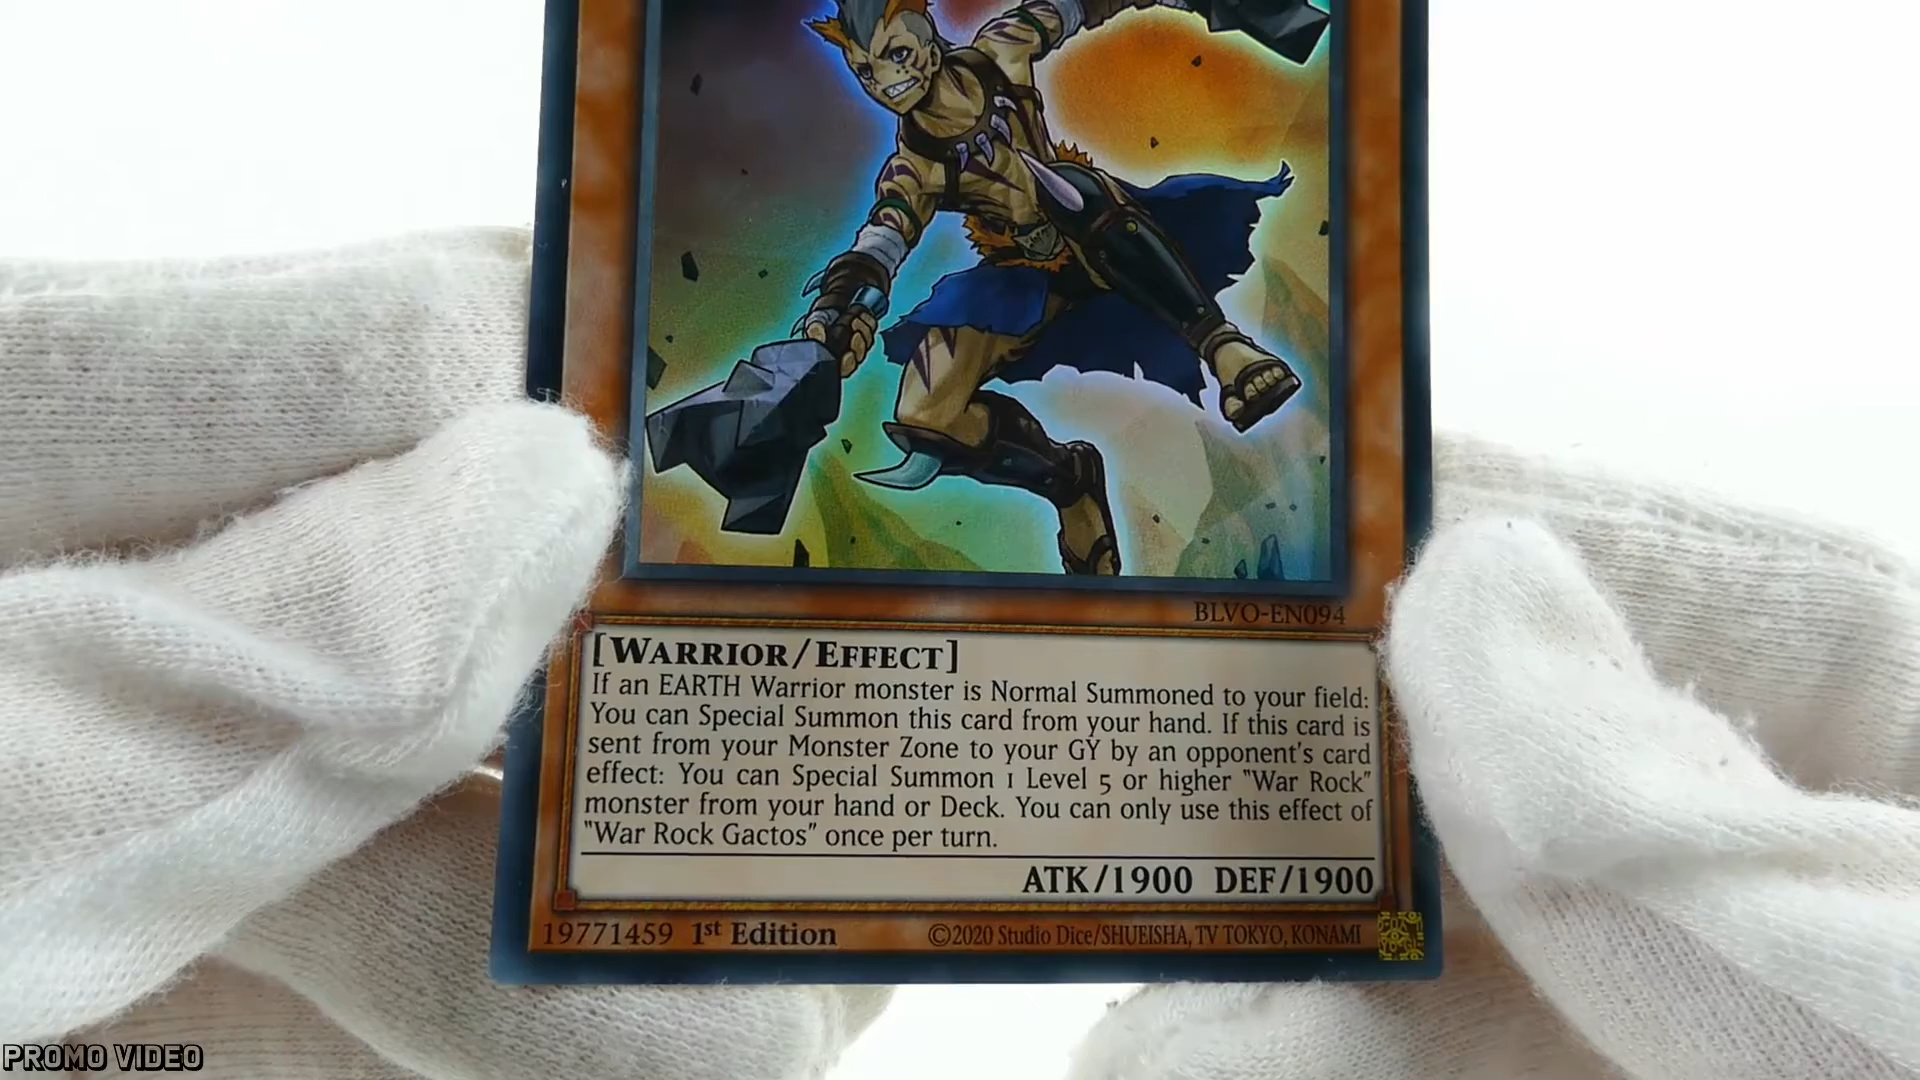 BLVO-EN094
[WARRIOR/EFFECT]
If an EARTH Warrior monster is Normal Summoned to your field:
You can Special Summon this card from your hand. If this card is
sent from your Monster Zone to your GY by an opponent's card
effect: You can Special Summon 1 Level 5 or higher "War Rock"
monster from your hand or Deck. You can only use this effect of
"War Rock Gactos" once per turn.
ATK/1900 DEF/1900
19771459 1st Edition ©2020 Studio Dice/SHUEISHA, TV TOKYO, KONAMI
PROMO VIDEO